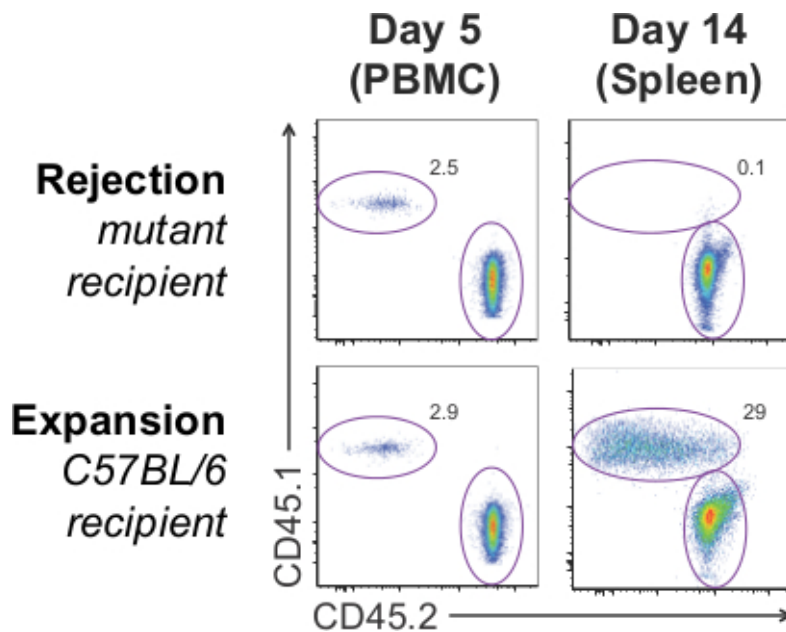 Day 5
(PBMC)
Day 14
(Spleen)
Rejection
mutant
recipient
2.5
0.1
Expansion
C57BL/6
recipient
2.9
29
CD45.1
CD45.2